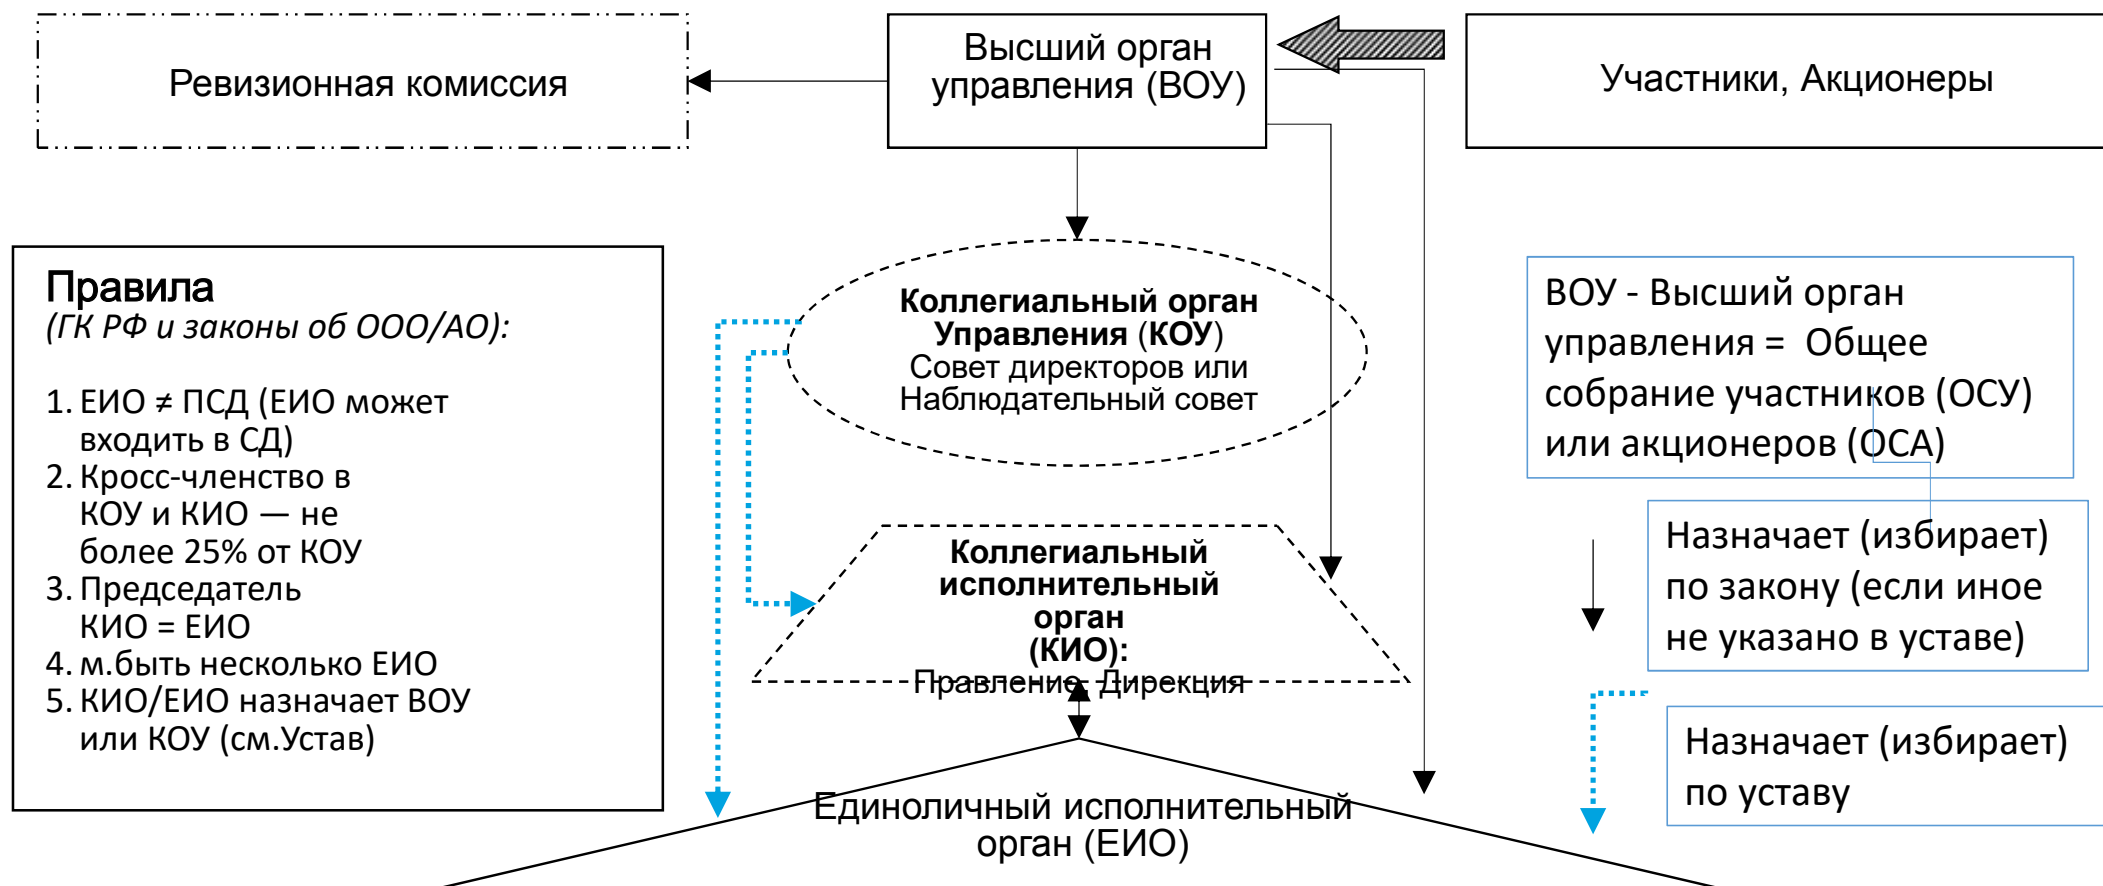 Ревизионная комиссия
Высший орган
управления (ВОУ)
Участники, Акционеры
Правила
(ГК РФ и законы об ООО/АО):
1. ЕИО ≠ ПСД (ЕИО может
входить в СД)
2. Кросс-членство в
КОУ и КИО — не
более 25% от КОУ
3. Председатель
КИО = ЕИО
4. м.быть несколько ЕИО
5. КИО/ЕИО назначает ВОУ
или КОУ (см.Устав)
Коллегиальный орган
Управления (КОУ)
Совет директоров или
Наблюдательный совет
Коллегиальный
исполнительный
орган
(КИО):
Правление, Дирекция
Единоличный исполнительный
орган (ЕИО)
ВОУ - Высший орган
управления = Общее
собрание участников (ОСУ)
или акционеров (ОСА)
Назначает (избирает)
по закону (если иное
не указано в уставе)
Назначает (избирает)
по уставу